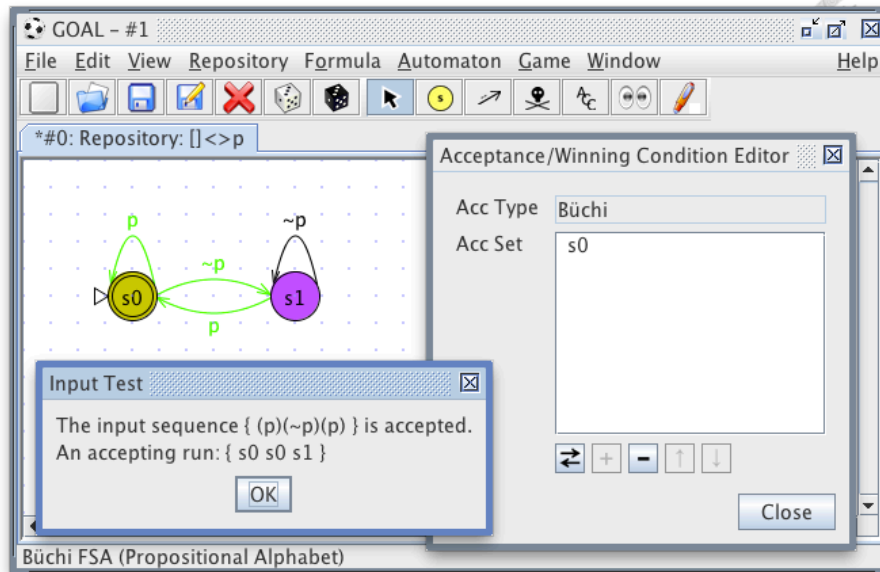 GOAL – #1
File Edit View Repository Formula Automaton Game Window Help
s
ACC
*#0: Repository: []<>p
Acceptance/Winning Condition Editor
Acc Type Büchi
Acc Set s0
p
~p
~p
s0
s1
p
Input Test
The input sequence { (p)(~p)(p) } is accepted.
An accepting run: { s0 s0 s1 }
OK
Close
Büchi FSA (Propositional Alphabet)